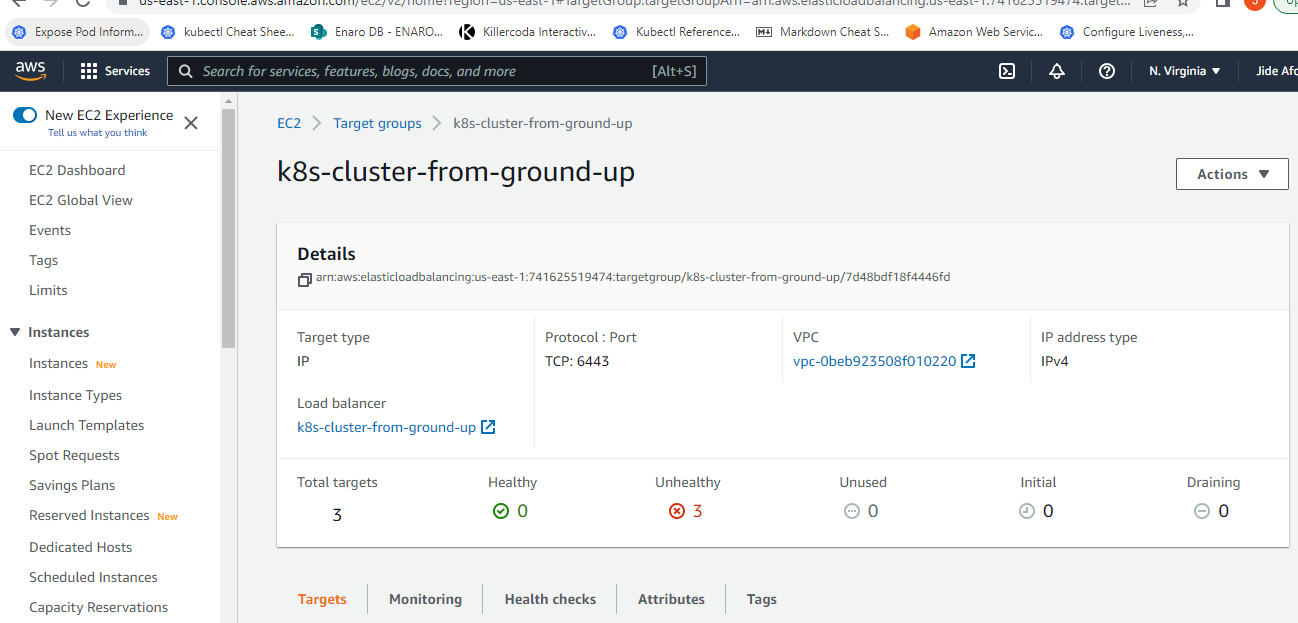 us-east-1.console.aws.amazon.com/ec2/v2/home?region=us-east-1#TargetGroup:targetGroupArn=arn:aws:elasticloadbalancing:us-east-1:741625519474:target...
Expose Pod Inform... kubectl Cheat Shee... Enaro DB - ENARO... Killercoda Interactiv... Kubectl Reference... Markdown Cheat S... Amazon Web Servic... Configure Liveness,...
aws Services Search for services, features, blogs, docs, and more [Alt+S] N. Virginia Jide Afo
New EC2 Experience
Tell us what you think
EC2 Dashboard
EC2 Global View
Events
Tags
Limits
Instances
Instances New
Instance Types
Launch Templates
Spot Requests
Savings Plans
Reserved Instances New
Dedicated Hosts
Scheduled Instances
Capacity Reservations
EC2 Target groups k8s-cluster-from-ground-up
k8s-cluster-from-ground-up
Actions
Details
arn:aws:elasticloadbalancing:us-east-1:741625519474:targetgroup/k8s-cluster-from-ground-up/7d48bdf18f4446fd
Target type
IP
Protocol : Port
TCP: 6443
VPC
vpc-0beb923508f010220
IP address type
IPv4
Load balancer
k8s-cluster-from-ground-up
Total targets
3
Healthy
0
Unhealthy
3
Unused
0
Initial
0
Draining
0
Targets Monitoring Health checks Attributes Tags